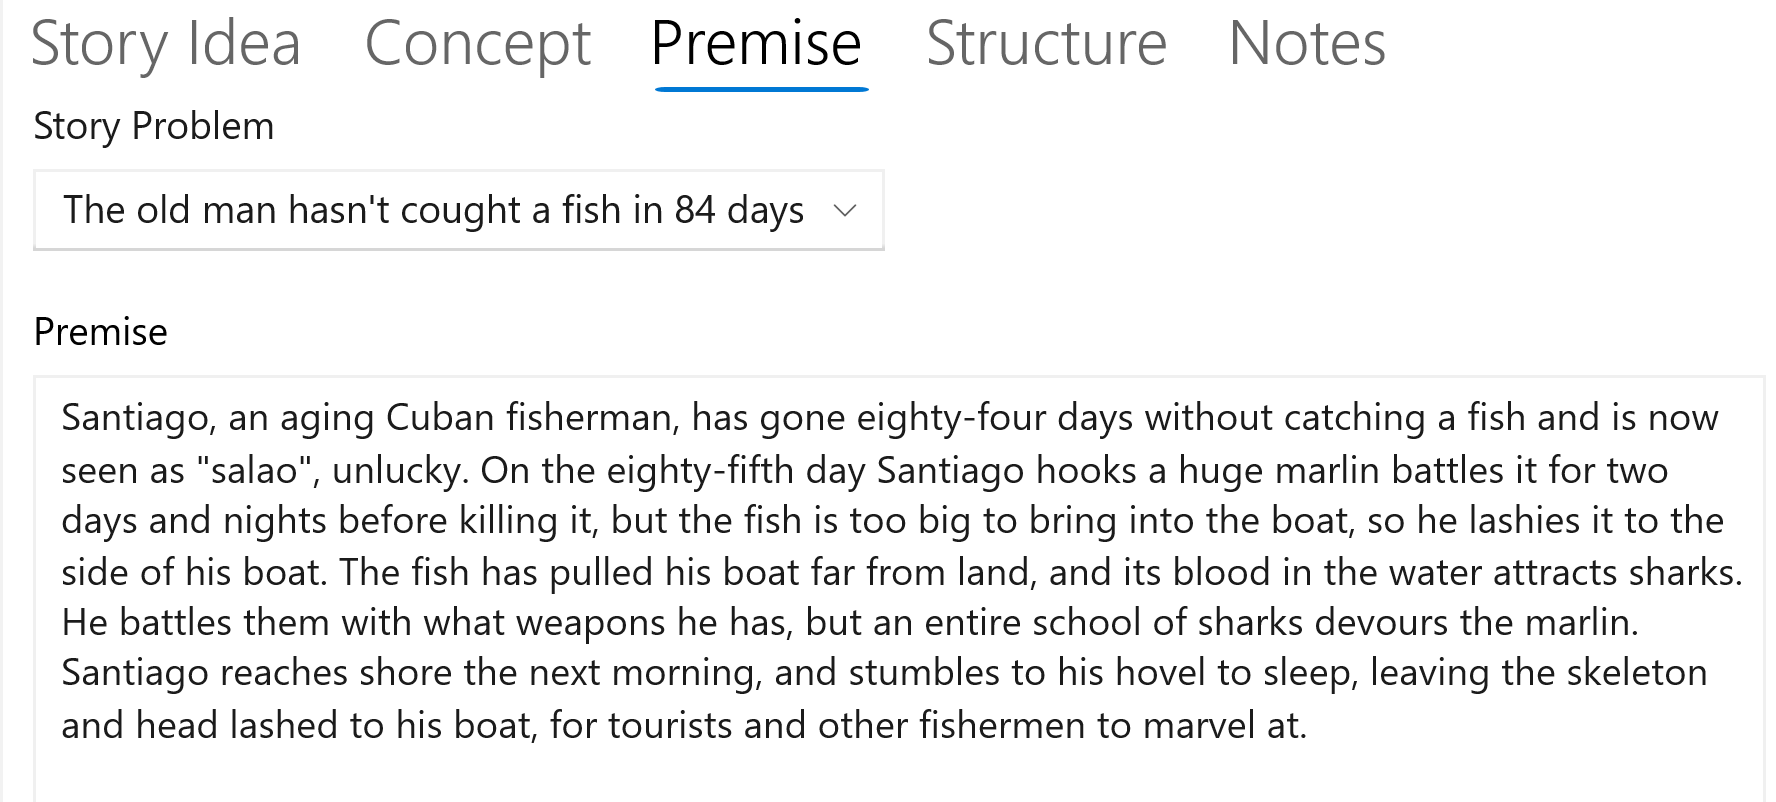 Story Idea Concept Premise Structure Notes
Story Problem
The old man hasn't cought a fish in 84 days
Premise
Santiago, an aging Cuban fisherman, has gone eighty-four days without catching a fish and is now
seen as "salao", unlucky. On the eighty-fifth day Santiago hooks a huge marlin battles it for two
days and nights before killing it, but the fish is too big to bring into the boat, so he lashies it to the
side of his boat. The fish has pulled his boat far from land, and its blood in the water attracts sharks.
He battles them with what weapons he has, but an entire school of sharks devours the marlin.
Santiago reaches shore the next morning, and stumbles to his hovel to sleep, leaving the skeleton
and head lashed to his boat, for tourists and other fishermen to marvel at.